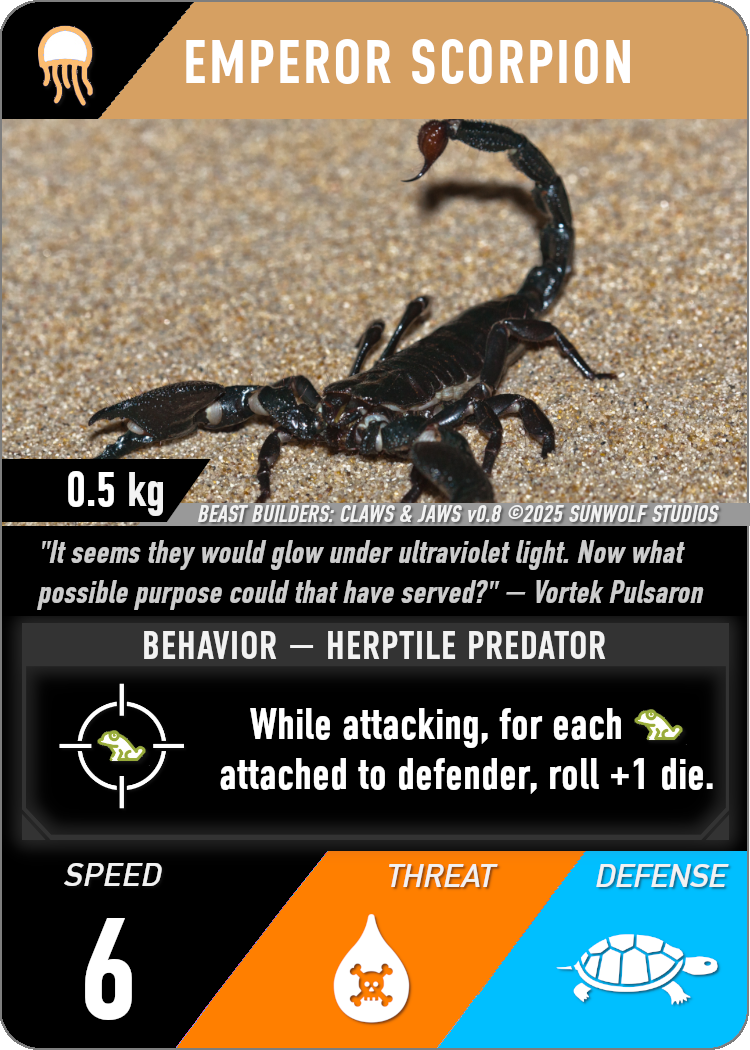 EMPEROR SCORPION
0.5 kg
BEAST BUILDERS: CLAWS & JAWS v0.8 ©2025 SUNWOLF STUDIOS
"It seems they would glow under ultraviolet light. Now what
possible purpose could that have served?" — Vortek Pulsaron
BEHAVIOR — HERPTILE PREDATOR
While attacking, for each
attached to defender, roll +1 die.
SPEED
THREAT
DEFENSE
6